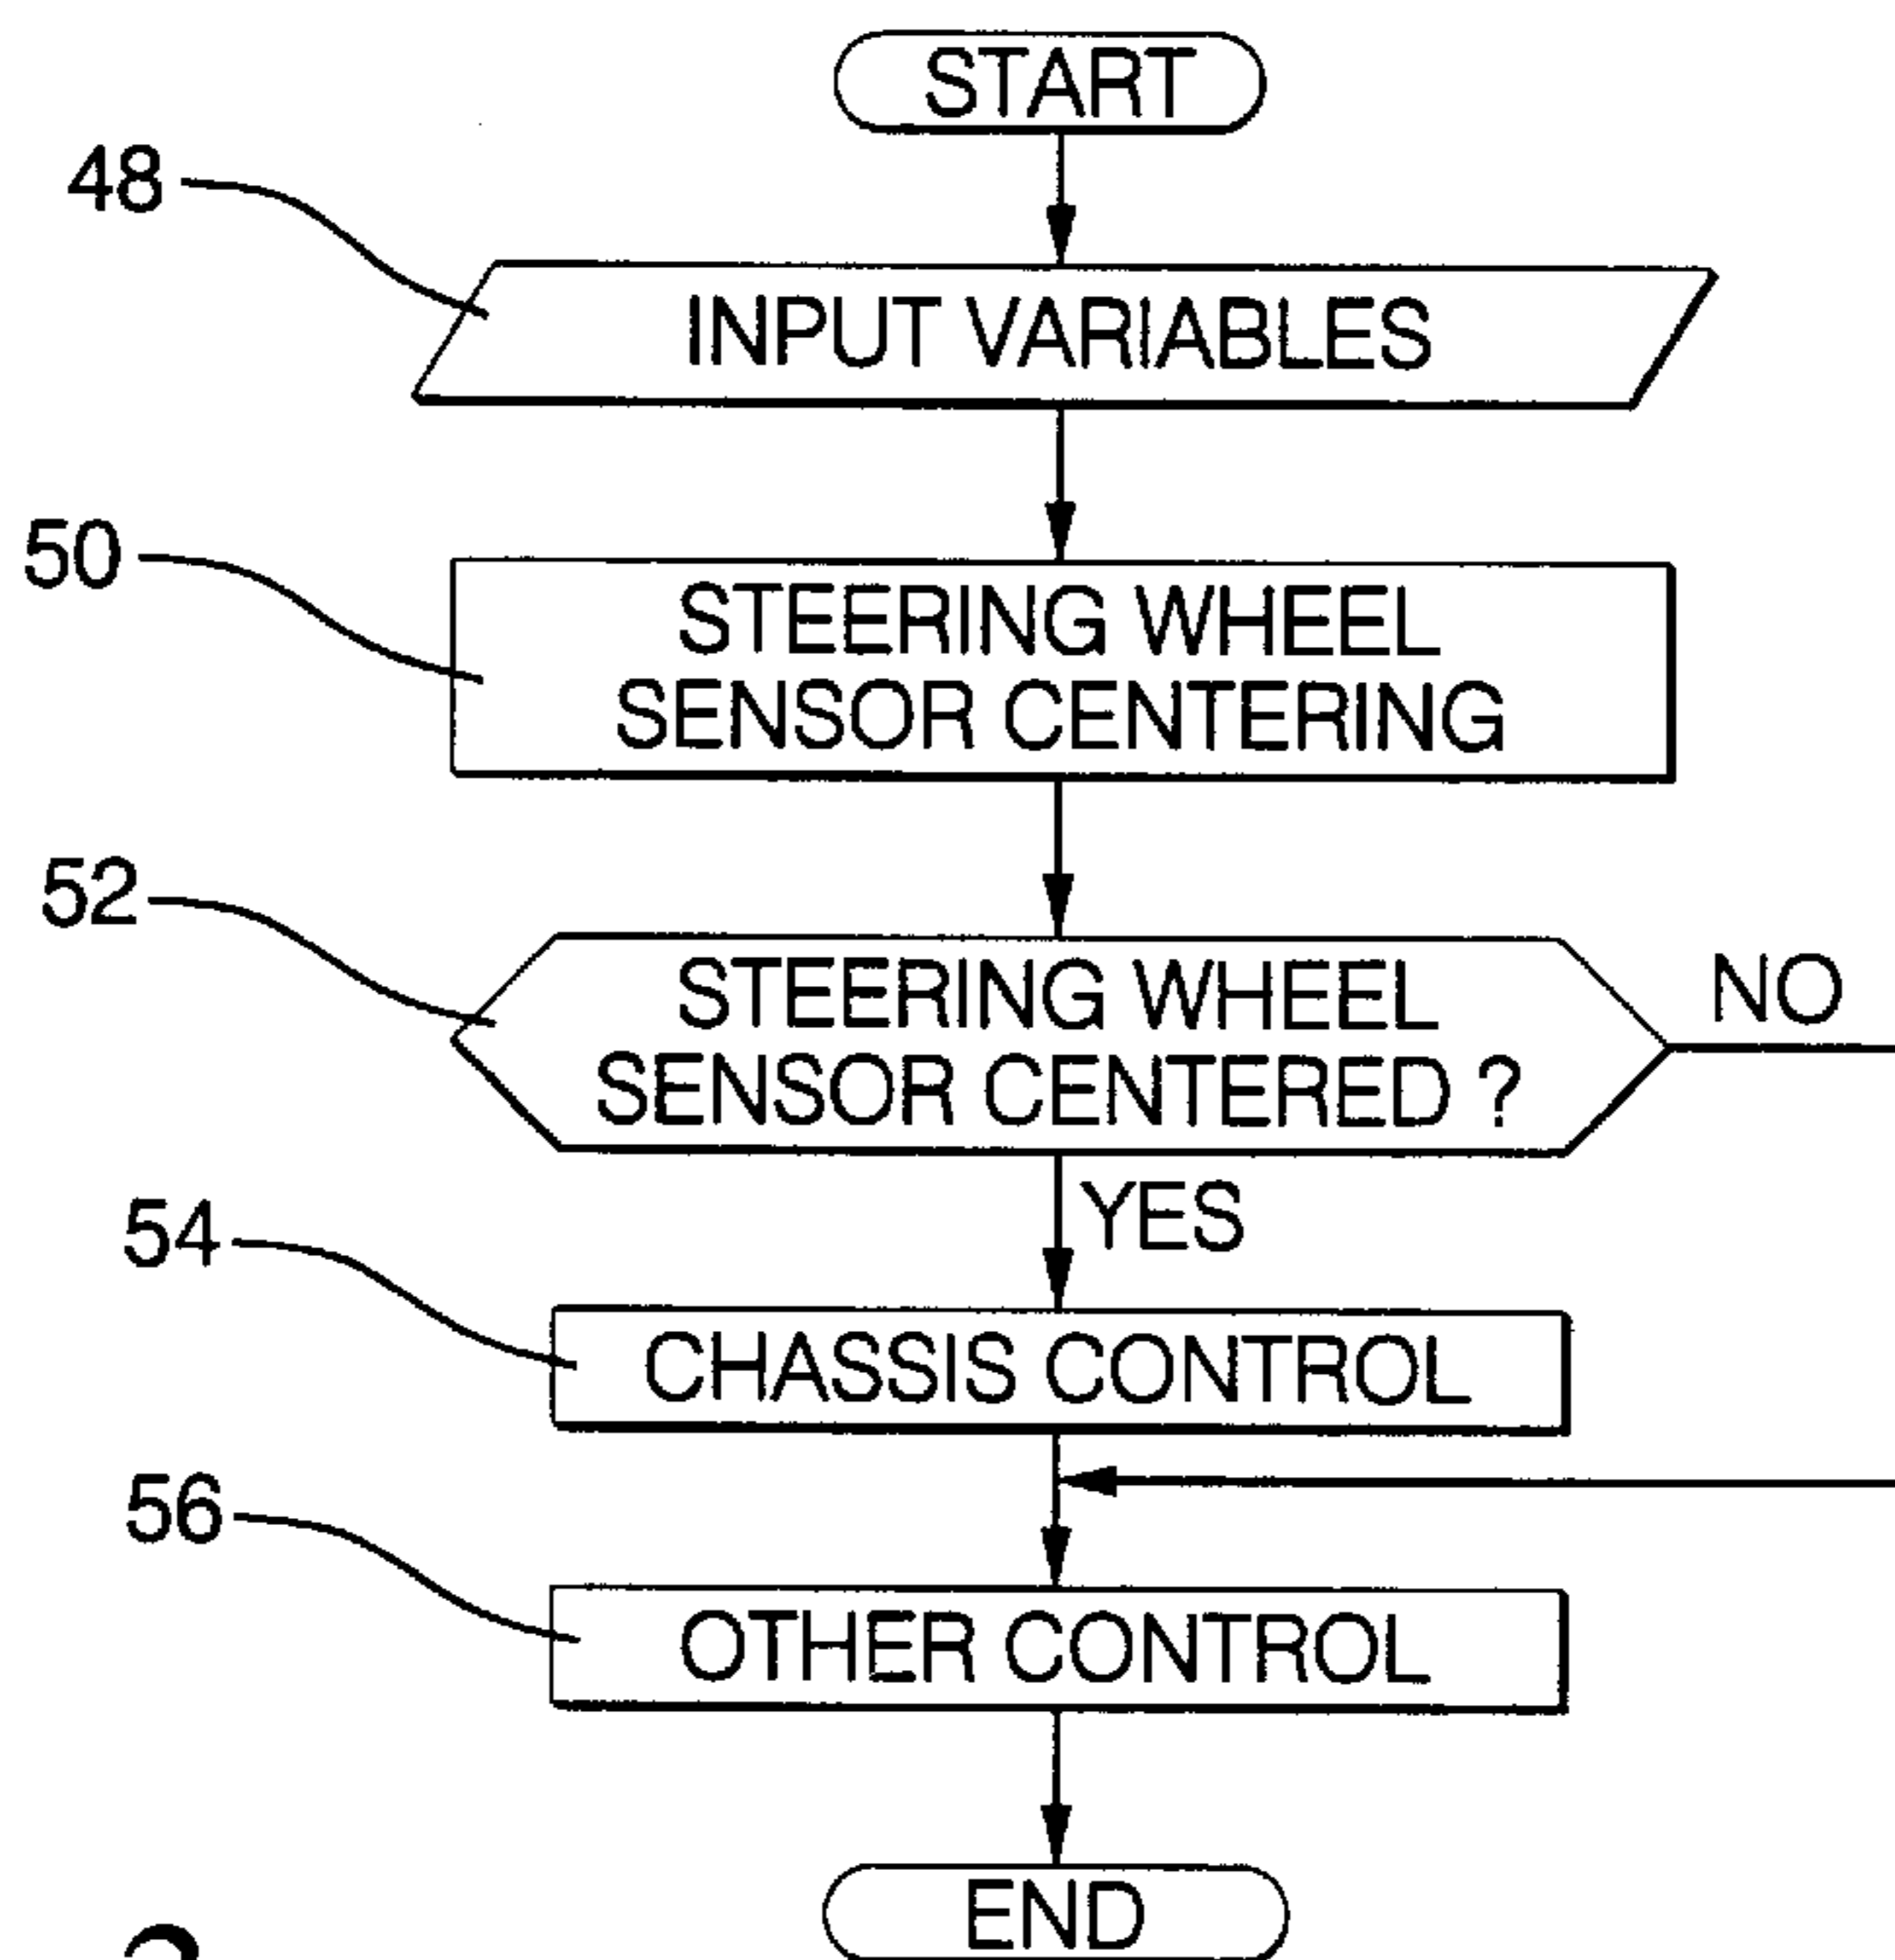 START
48
INPUT VARIABLES
50
STEERING WHEEL
SENSOR CENTERING
52
STEERING WHEEL
SENSOR CENTERED ?
NO
YES
54
CHASSIS CONTROL
56
OTHER CONTROL
END